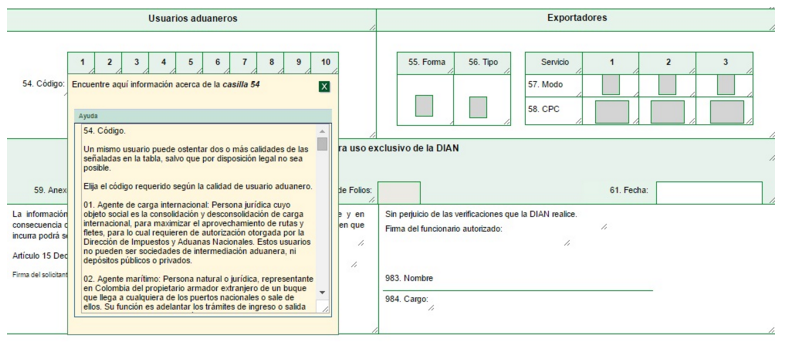 Usuarios aduaneros
Exportadores
1 2 3 4 5 6 7 8 9 10
54. Código:
Encuentre aquí información acerca de la casilla 54
X
Ayuda
54. Código.
Un mismo usuario puede ostentar dos o más calidades de las
señaladas en la tabla, salvo que por disposición legal no sea
posible.
Elija el código requerido según la calidad de usuario aduanero.
01. Agente de carga internacional: Persona jurídica cuyo
objeto social es la consolidación y desconsolidación de carga
internacional, para maximizar el aprovechamiento de rutas y
fletes, para lo cual requieren de autorización otorgada por la
Dirección de Impuestos y Aduanas Nacionales. Estos usuarios
no pueden ser sociedades de intermediación aduanera, ni
depósitos públicos o privados.
02. Agente marítimo: Persona natural o jurídica, representante
en Colombia del propietario armador extranjero de un buque
que llega a cualquiera de los puertos nacionales o sale de
ellos. Su función es adelantar los trámites de ingreso o salida
55. Forma 56. Tipo Servicio 1 2 3
57. Modo
58. CPC
ra uso exclusivo de la DIAN
59. Anex
de Folios:
61. Fecha:
La información
e y en
consecuencia
en que
incurra podrá s
Artículo 15 Dec
Firma del solicitant
Sin perjuicio de las verificaciones que la DIAN realice.
Firma del funcionario autorizado:
983. Nombre
984. Cargo: